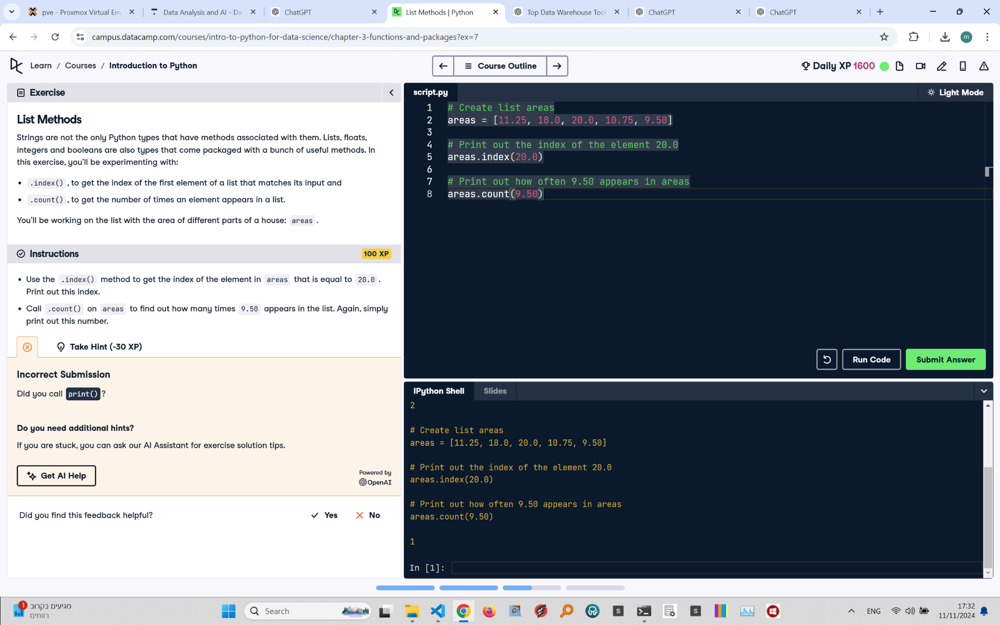 pve - Proxmox Virtual Env
Data Analysis and AI - Da
ChatGPT
List Methods | Python
Top Data Warehouse Tool
ChatGPT
ChatGPT
campus.datacamp.com/courses/intro-to-python-for-data-science/chapter-3-functions-and-packages?ex=7
m
Learn / Courses / Introduction to Python
Course Outline
Daily XP 1600
Exercise
List Methods
Strings are not the only Python types that have methods associated with them. Lists, floats,
integers and booleans are also types that come packaged with a bunch of useful methods. In
this exercise, you'll be experimenting with:
• .index() , to get the index of the first element of a list that matches its input and
• .count() , to get the number of times an element appears in a list.
You'll be working on the list with the area of different parts of a house: areas .
Instructions
100 XP
• Use the .index() method to get the index of the element in areas that is equal to 20.0 .
Print out this index.
• Call .count() on areas to find out how many times 9.50 appears in the list. Again, simply
print out this number.
Take Hint (-30 XP)
Incorrect Submission
Did you call print() ?
Do you need additional hints?
If you are stuck, you can ask our AI Assistant for exercise solution tips.
Get AI Help
Powered by
OpenAI
Did you find this feedback helpful?
Yes
No
script.py
Light Mode
1 # Create list areas
2 areas = [11.25, 18.0, 20.0, 10.75, 9.50]
3
4 # Print out the index of the element 20.0
5 areas.index(20.0)
6
7 # Print out how often 9.50 appears in areas
8 areas.count(9.50)
Run Code
Submit Answer
IPython Shell
Slides
2
# Create list areas
areas = [11.25, 18.0, 20.0, 10.75, 9.50]
# Print out the index of the element 20.0
areas.index(20.0)
# Print out how often 9.50 appears in areas
areas.count(9.50)
1
In [1]:
1
מגיעים בקרוב
רווחים
Search
S
S
ENG
17:32
11/11/2024